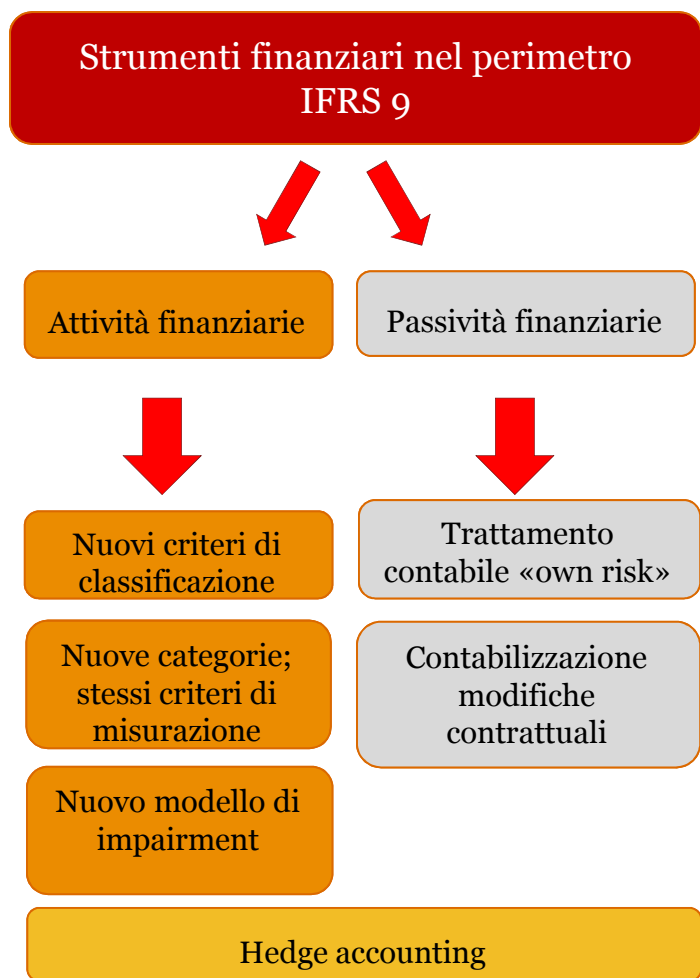 Strumenti finanziari nel perimetro
IFRS 9
Attività finanziarie
Passività finanziarie
Nuovi criteri di
classificazione
Trattamento
contabile «own risk»
Nuove categorie;
stessi criteri di
misurazione
Contabilizzazione
modifiche
contrattuali
Nuovo modello di
impairment
Hedge accounting